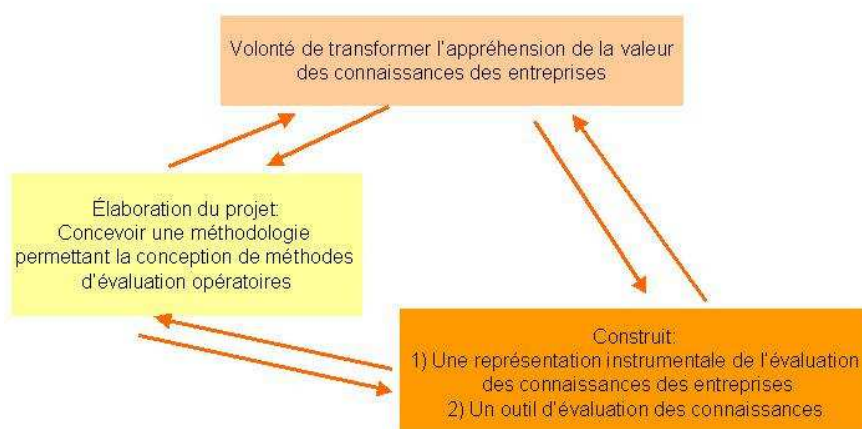 Volonté de transformer l'appréhension de la valeur
des connaissances des entreprises
Élaboration du projet:
Concevoir une méthodologie
permettant la conception de méthodes
d'évaluation opératoires
Construit:
1) Une représentation instrumentale de l'évaluation
des connaissances des entreprises
2) Un outil d'évaluation des connaissances.